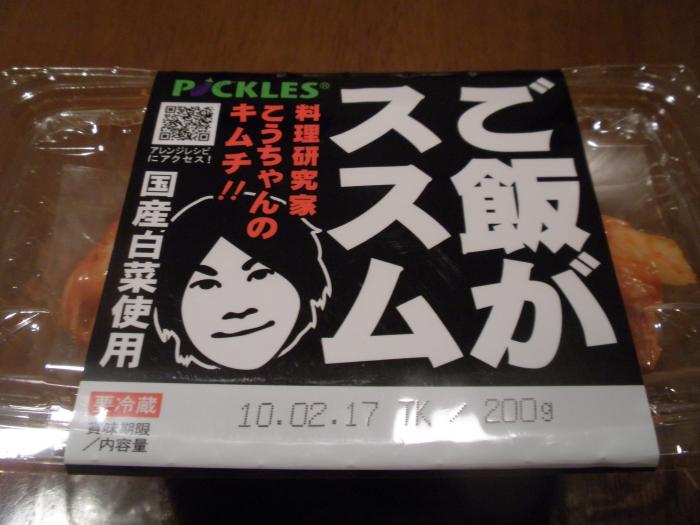 PICKLES®
アレンジレシピ
にアクセス！
ご飯が
ススム
料理研究家
こうちゃんの
キムチ!!
国産白菜使用
要冷蔵
賞味期限
/内容量
10.02.17 TK / 200g